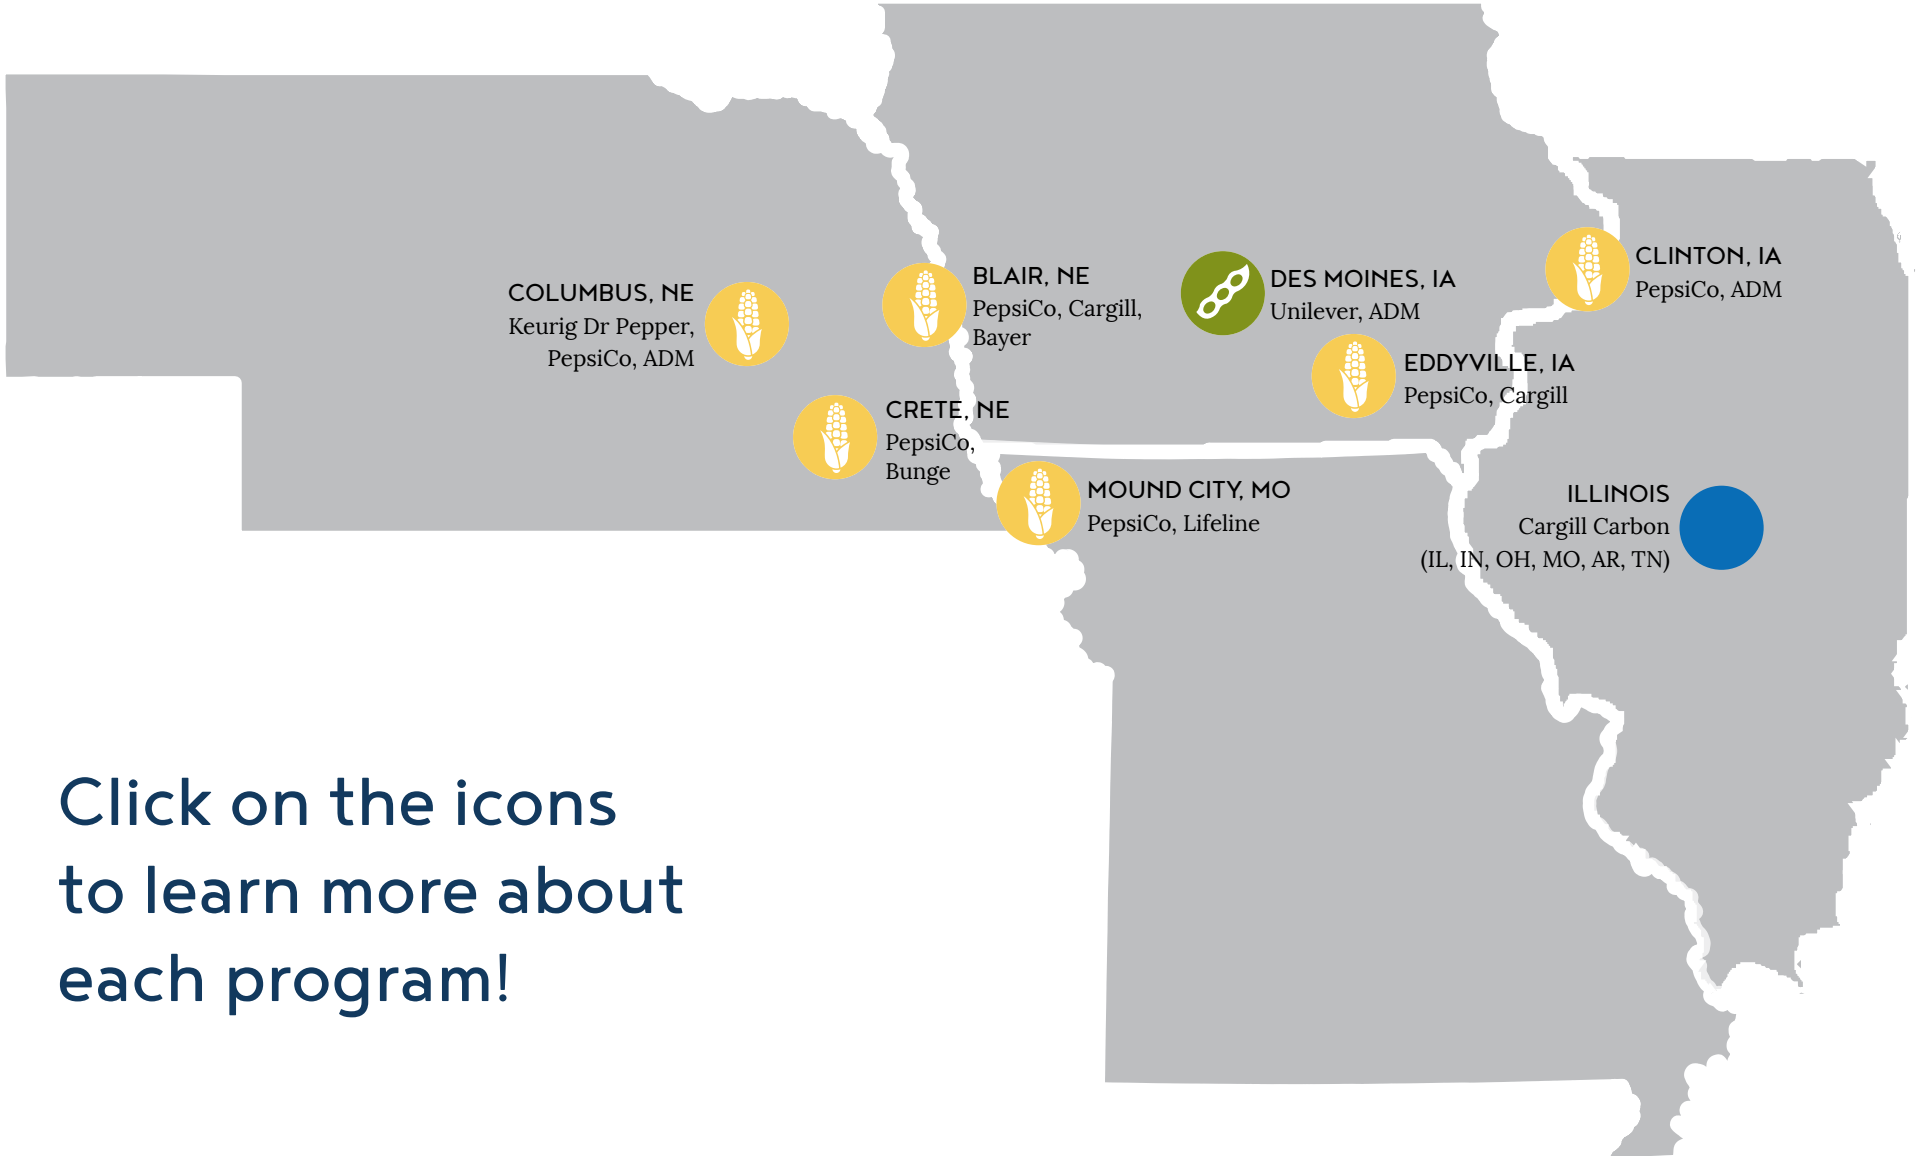 COLUMBUS, NE
Keurig Dr Pepper,
PepsiCo, ADM
BLAIR, NE
PepsiCo, Cargill,
Bayer
DES MOINES, IA
Unilever, ADM
CLINTON, IA
PepsiCo, ADM
EDDYVILLE, IA
PepsiCo, Cargill
CRETE, NE
PepsiCo,
Bunge
MOUND CITY, MO
PepsiCo, Lifeline
ILLINOIS
Cargill Carbon
(IL, IN, OH, MO, AR, TN)
Click on the icons
to learn more about
each program!